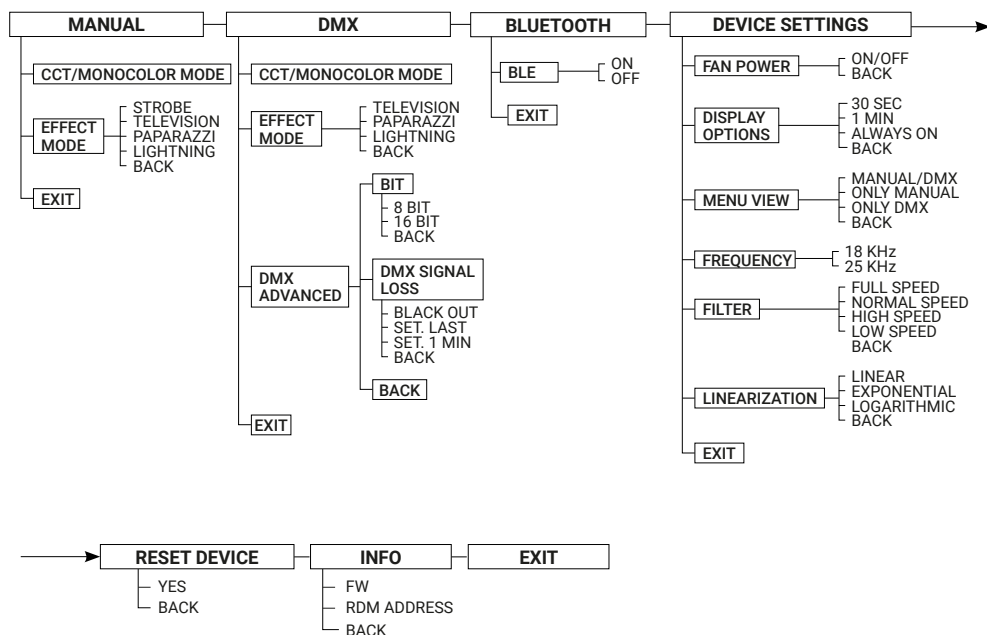 MANUAL
CCT/MONOCOLOR MODE
EFFECT
MODE
STROBE
TELEVISION
PAPARAZZI
LIGHTNING
BACK
EXIT
DMX
CCT/MONOCOLOR MODE
EFFECT
MODE
TELEVISION
PAPARAZZI
LIGHTNING
BACK
DMX
ADVANCED
BIT
8 BIT
16 BIT
BACK
DMX SIGNAL
LOSS
BLACK OUT
SET. LAST
SET. 1 MIN
BACK
BACK
EXIT
BLUETOOTH
BLE
ON
OFF
EXIT
DEVICE SETTINGS
FAN POWER
ON/OFF
BACK
DISPLAY
OPTIONS
30 SEC
1 MIN
ALWAYS ON
BACK
MENU VIEW
MANUAL/DMX
ONLY MANUAL
ONLY DMX
BACK
FREQUENCY
18 KHz
25 KHz
FILTER
FULL SPEED
NORMAL SPEED
HIGH SPEED
LOW SPEED
BACK
LINEARIZATION
LINEAR
EXPONENTIAL
LOGARITHMIC
BACK
EXIT
RESET DEVICE
YES
BACK
INFO
FW
RDM ADDRESS
BACK
EXIT